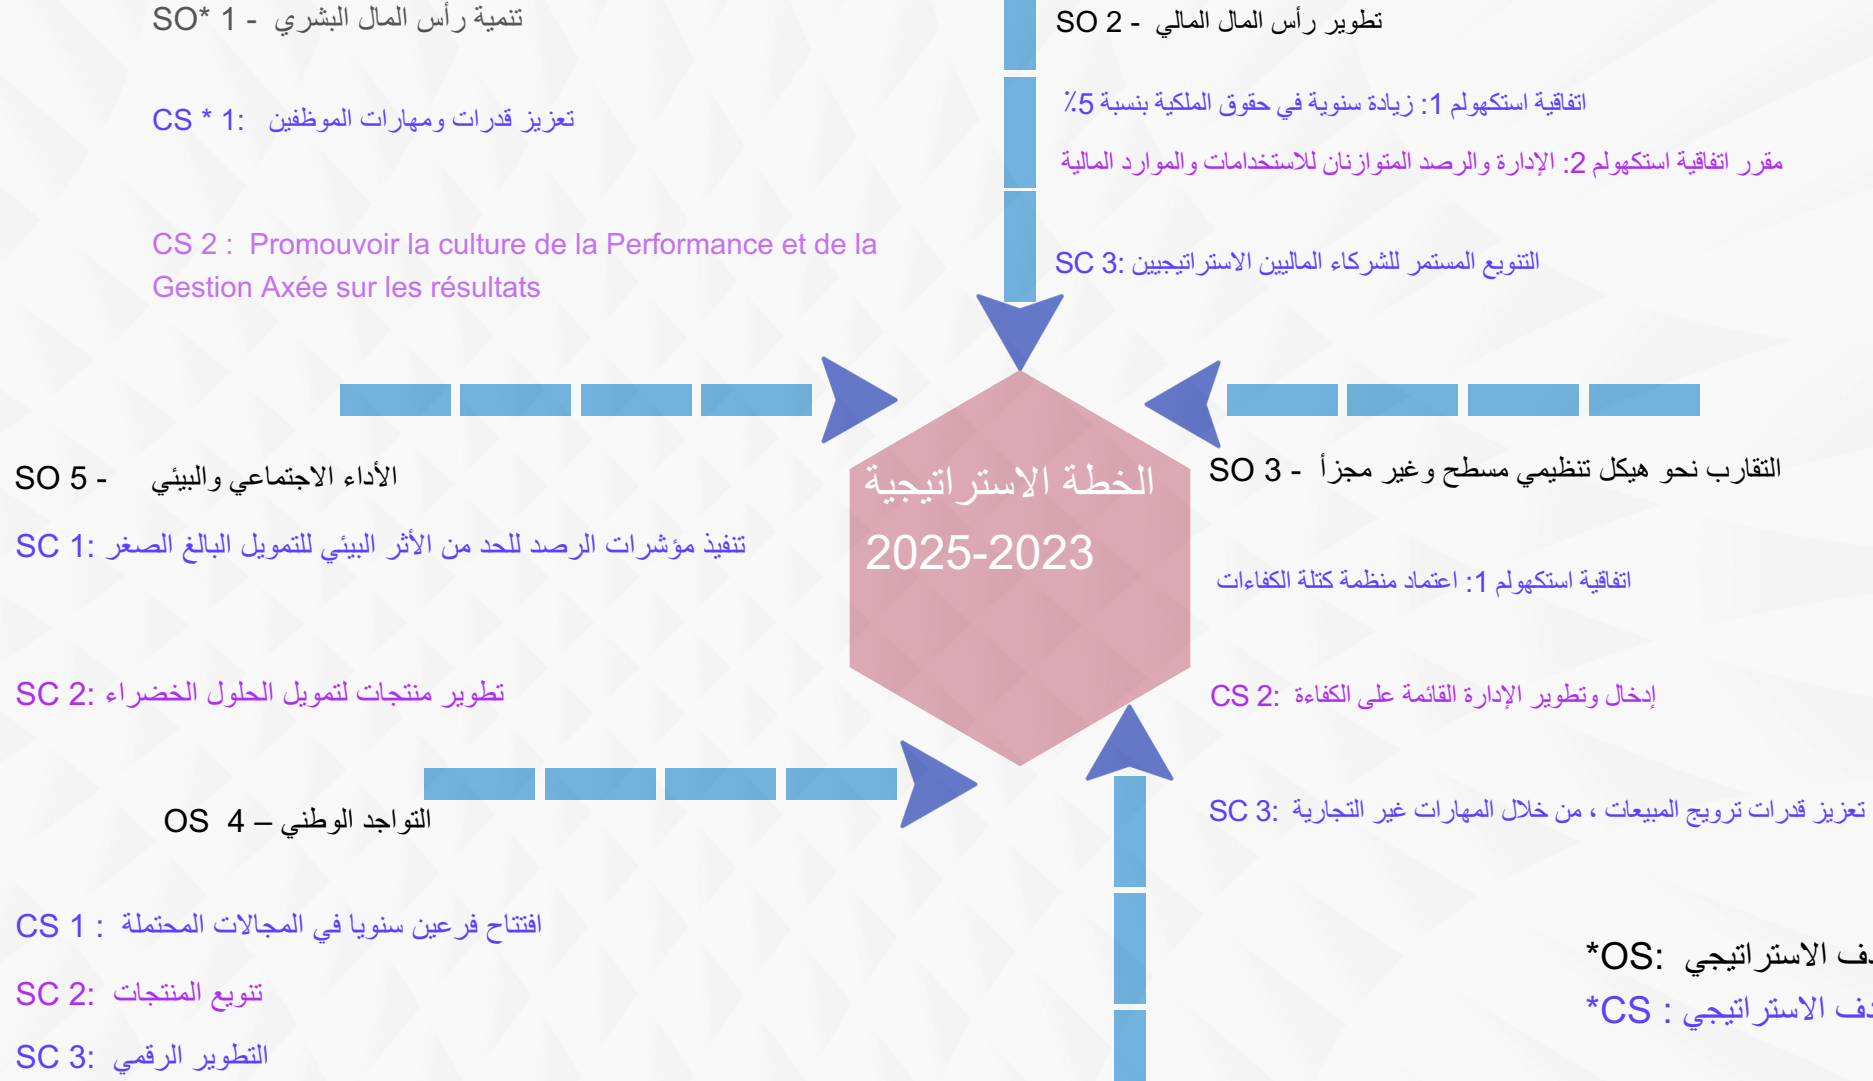 تنمية رأس المال البشري - SO* 1
تعزيز قدرات ومهارات الموظفين :CS * 1
CS 2 : Promouvoir la culture de la Performance et de la
Gestion Axée sur les résultats
تطوير رأس المال المالي - SO 2
اتفاقية استكهولم 1: زيادة سنوية في حقوق الملكية بنسبة 5٪
مقرر اتفاقية استكهولم 2: الإدارة والرصد المتوازنان للاستخدامات والموارد المالية
التنويع المستمر للشركاء الماليين الاستراتيجيين :SC 3
الخطة الاستراتيجية
2025-2023
التقارب نحو هيكل تنظيمي مسطح وغير مجزأ - SO 3
اتفاقية استكهولم 1: اعتماد منظمة كتلة الكفاءات
إدخال وتطوير الإدارة القائمة على الكفاءة :CS 2
تعزيز قدرات ترويج المبيعات ، من خلال المهارات غير التجارية :SC 3
الأداء الاجتماعي والبيئي - SO 5
تنفيذ مؤشرات الرصد للحد من الأثر البيئي للتمويل البالغ الصغر :SC 1
تطوير منتجات لتمويل الحلول الخضراء :SC 2
التواجد الوطني – OS 4
افتتاح فرعين سنويا في المجالات المحتملة : CS 1
تنويع المنتجات :SC 2
التطوير الرقمي :SC 3
الاستراتيجي :OS*
الاستراتيجي : CS*